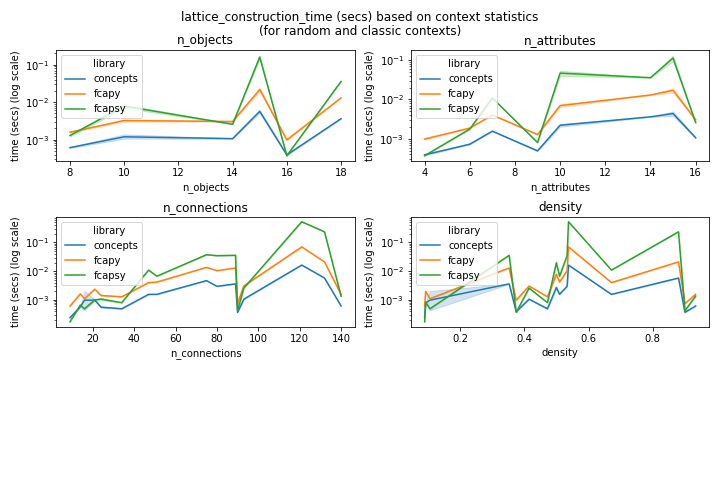 lattice_construction_time (secs) based on context statistics
(for random and classic contexts)
n_objects
time (secs) (log scale)
10⁻¹
10⁻²
10⁻³
library
concepts
fcapy
fcapsy
8 10 12 14 16 18
n_objects
n_attributes
time (secs) (log scale)
10⁻¹
10⁻²
10⁻³
library
concepts
fcapy
fcapsy
4 6 8 10 12 14 16
n_attributes
n_connections
time (secs) (log scale)
10⁻¹
10⁻²
10⁻³
library
concepts
fcapy
fcapsy
20 40 60 80 100 120 140
n_connections
density
time (secs) (log scale)
10⁻¹
10⁻²
10⁻³
library
concepts
fcapy
fcapsy
0.2 0.4 0.6 0.8
density